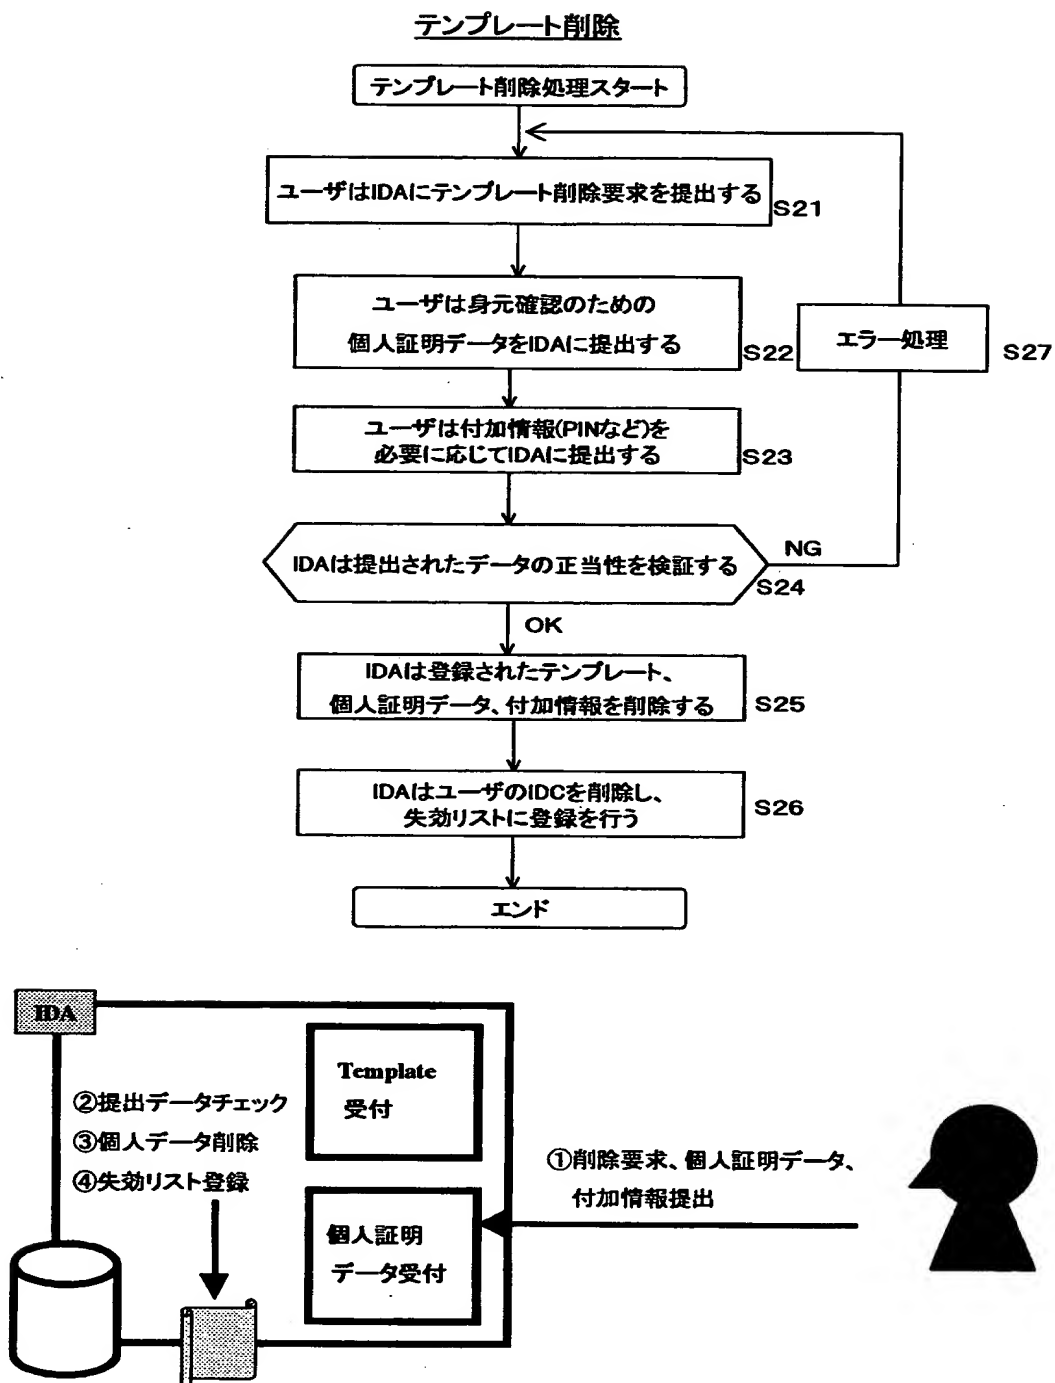 テンプレート削除
テンプレート削除処理スタート
ユーザはIDAにテンプレート削除要求を提出する
S21
ユーザは身元確認のための
個人証明データをIDAに提出する
S22
エラー処理
S27
ユーザは付加情報(PINなど)を
必要に応じてIDAに提出する
S23
IDAは提出されたデータの正当性を検証する
NG
S24
OK
IDAは登録されたテンプレート、
個人証明データ、付加情報を削除する
S25
IDAはユーザのIDCを削除し、
失効リストに登録を行う
S26
エンド
IDA
Template
受付
②提出データチェック
③個人データ削除
④失効リスト登録
①削除要求、個人証明データ、
付加情報提出
個人証明
データ受付